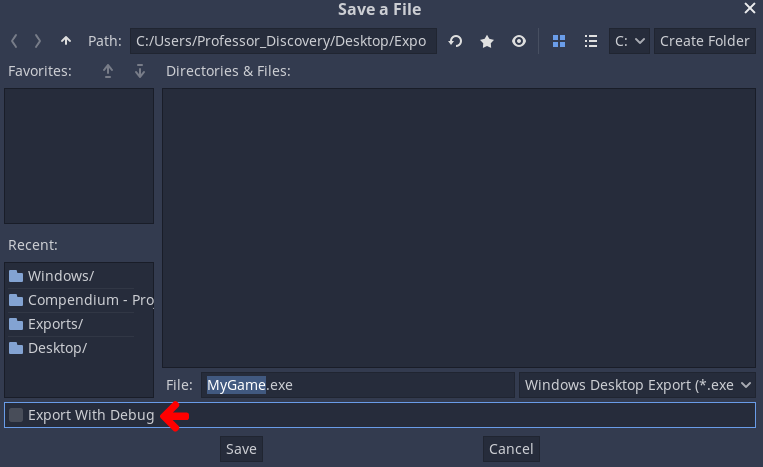 Save a File
Path: C:/Users/Professor_Discovery/Desktop/Expo C: Create Folder
Favorites: Directories & Files:
Recent:
Windows/
Compendium - Pro
Exports/
Desktop/
File: MyGame.exe Windows Desktop Export (*.exe
Export With Debug
Save Cancel